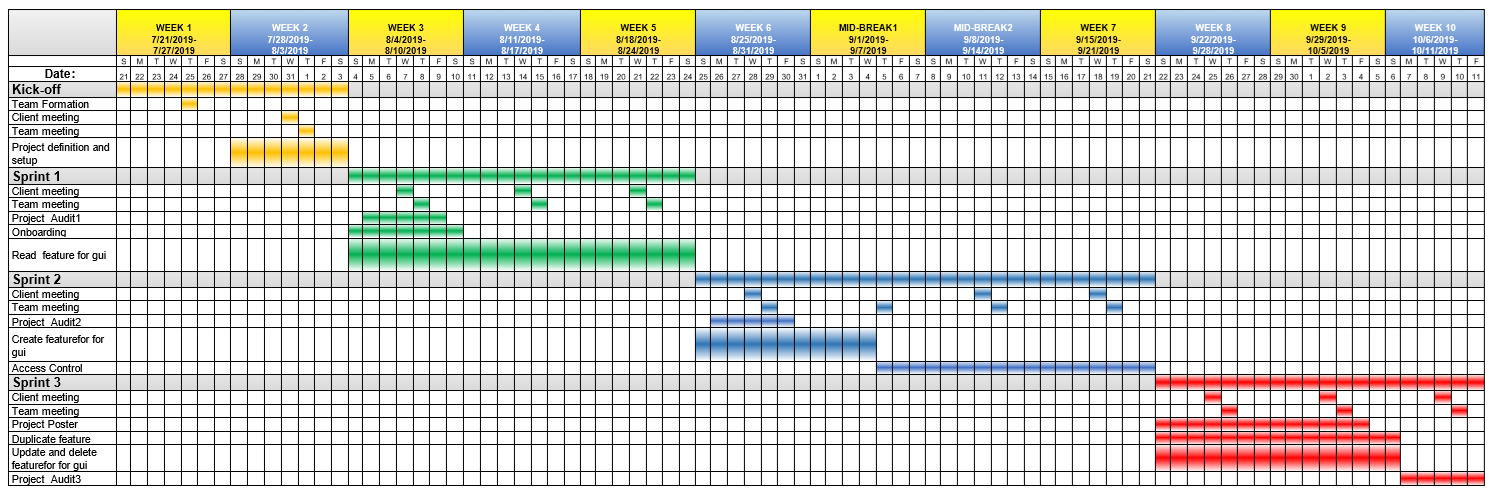 WEEK 1 WEEK 2 WEEK 3 WEEK 4 WEEK 5 WEEK 6 MID-BREAK1 MID-BREAK2 WEEK 7 WEEK 8 WEEK 9 WEEK 10
7/21/2019- 7/28/2019- 8/4/2019- 8/11/2019- 8/18/2019- 8/25/2019- 9/1/2019- 9/8/2019- 9/15/2019- 9/22/2019- 9/29/2019- 10/6/2019-
7/27/2019 8/3/2019 8/10/2019 8/17/2019 8/24/2019 8/31/2019 9/7/2019 9/14/2019 9/21/2019 9/28/2019 10/5/2019 10/11/2019
S M T W T F S S M T W T F S S M T W T F S S M T W T F S S M T W T F S S M T W T F S S M T W T F S S M T W T F S S M T W T F S S M T W T F S S M T W T F S S M T W T F
Date: 21 22 23 24 25 26 27 28 29 30 31 1 2 3 4 5 6 7 8 9 10 11 12 13 14 15 16 17 18 19 20 21 22 23 24 25 26 27 28 29 30 31 1 2 3 4 5 6 7 8 9 10 11 12 13 14 15 16 17 18 19 20 21 22 23 24 25 26 27 28 29 30 1 2 3 4 5 6 7 8 9 10 11
Kick-off
Team Formation
Client meeting
Team meeting
Project definition and
setup
Sprint 1
Client meeting
Team meeting
Project Audit1
Onboarding
Read feature for gui
Sprint 2
Client meeting
Team meeting
Project Audit2
Create featurefor for
gui
Access Control
Sprint 3
Client meeting
Team meeting
Project Poster
Duplicate feature
Update and delete
featurefor for gui
Project Audit3